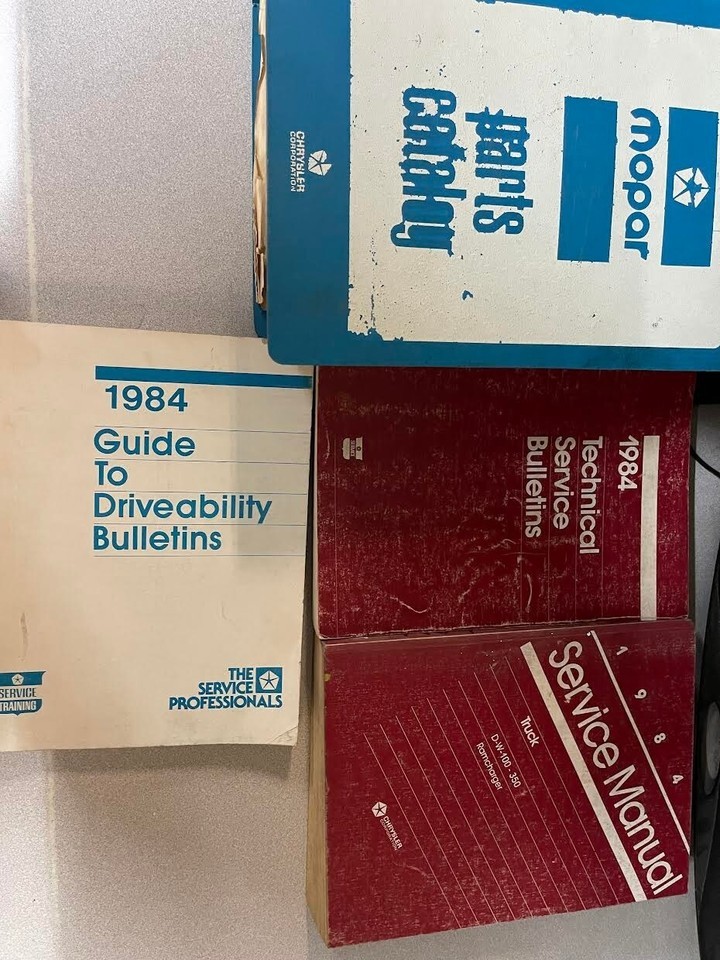 mopar
parts
catalog
CHRYSLER
CORPORATION
1984
Guide
To
Driveability
Bulletins
THE
SERVICE
PROFESSIONALS
SERVICE
TRAINING
1984
Technical
Service
Bulletins
1984
Service Manual
Truck
D-W-100 - 350
Ramcharger
CHRYSLER
CORPORATION